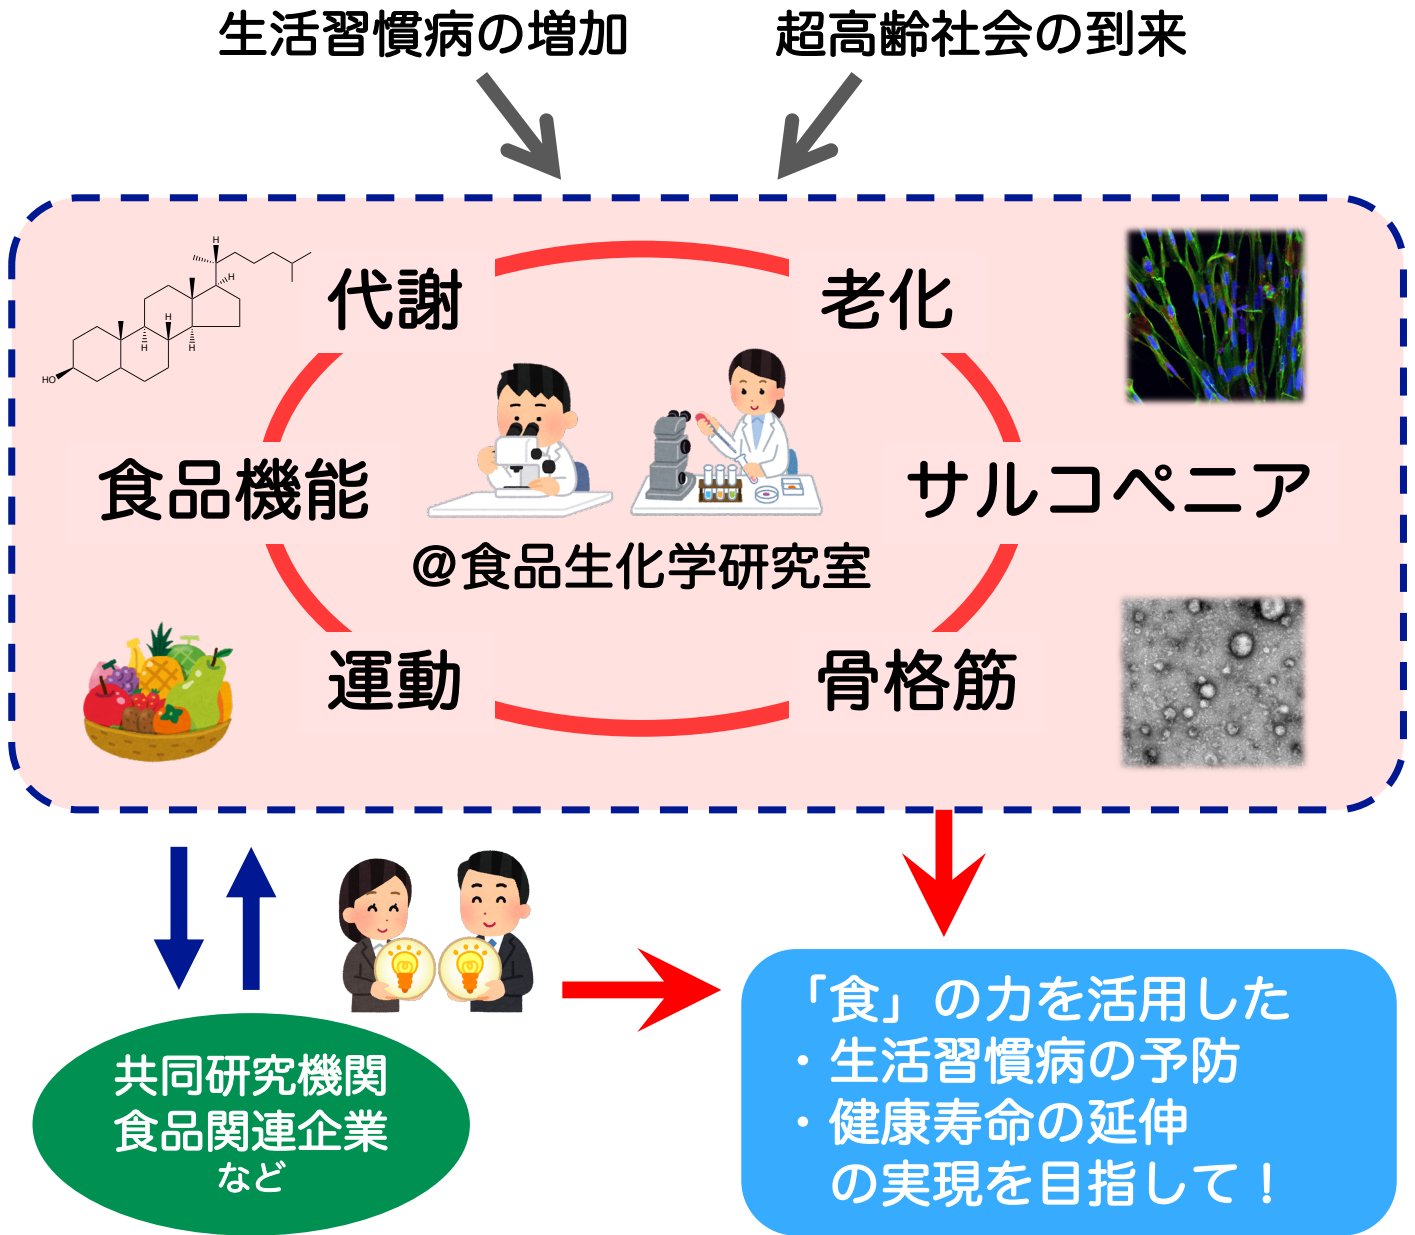 生活習慣病の増加
超高齢社会の到来
代謝
老化
H
H
H
H
H
HO
食品機能
サルコペニア
@食品生化学研究室
運動
骨格筋
共同研究機関
食品関連企業
など
「食」の力を活用した
・生活習慣病の予防
・健康寿命の延伸
の実現を目指して！